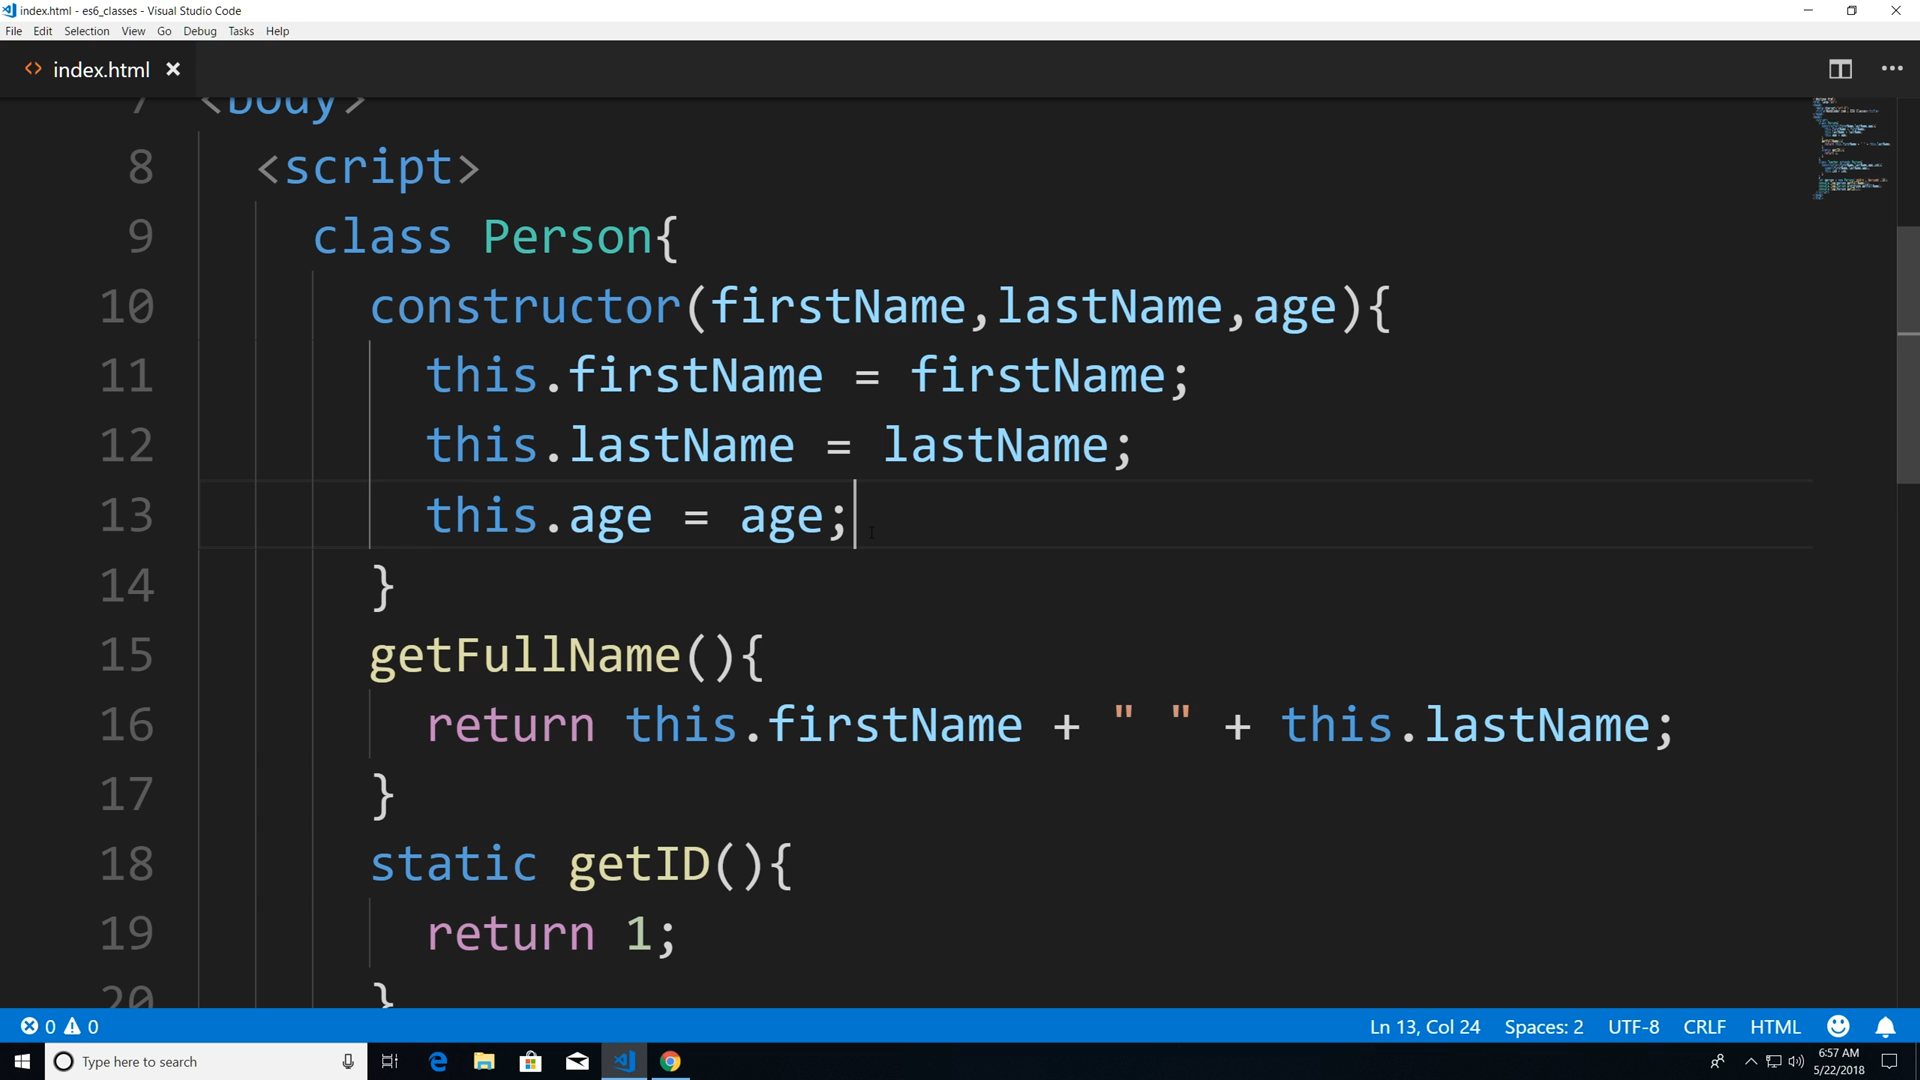 index.html - es6_classes - Visual Studio Code
File Edit Selection View Go Debug Tasks Help
<> index.html
7 <body>
8 <script>
9 class Person{
10 constructor(firstName,lastName,age){
11 this.firstName = firstName;
12 this.lastName = lastName;
13 this.age = age;
14 }
15 getFullName(){
16 return this.firstName + " " + this.lastName;
17 }
18 static getID(){
19 return 1;
20 }
0 0 Ln 13, Col 24 Spaces: 2 UTF-8 CRLF HTML
Type here to search
6:57 AM
5/22/2018